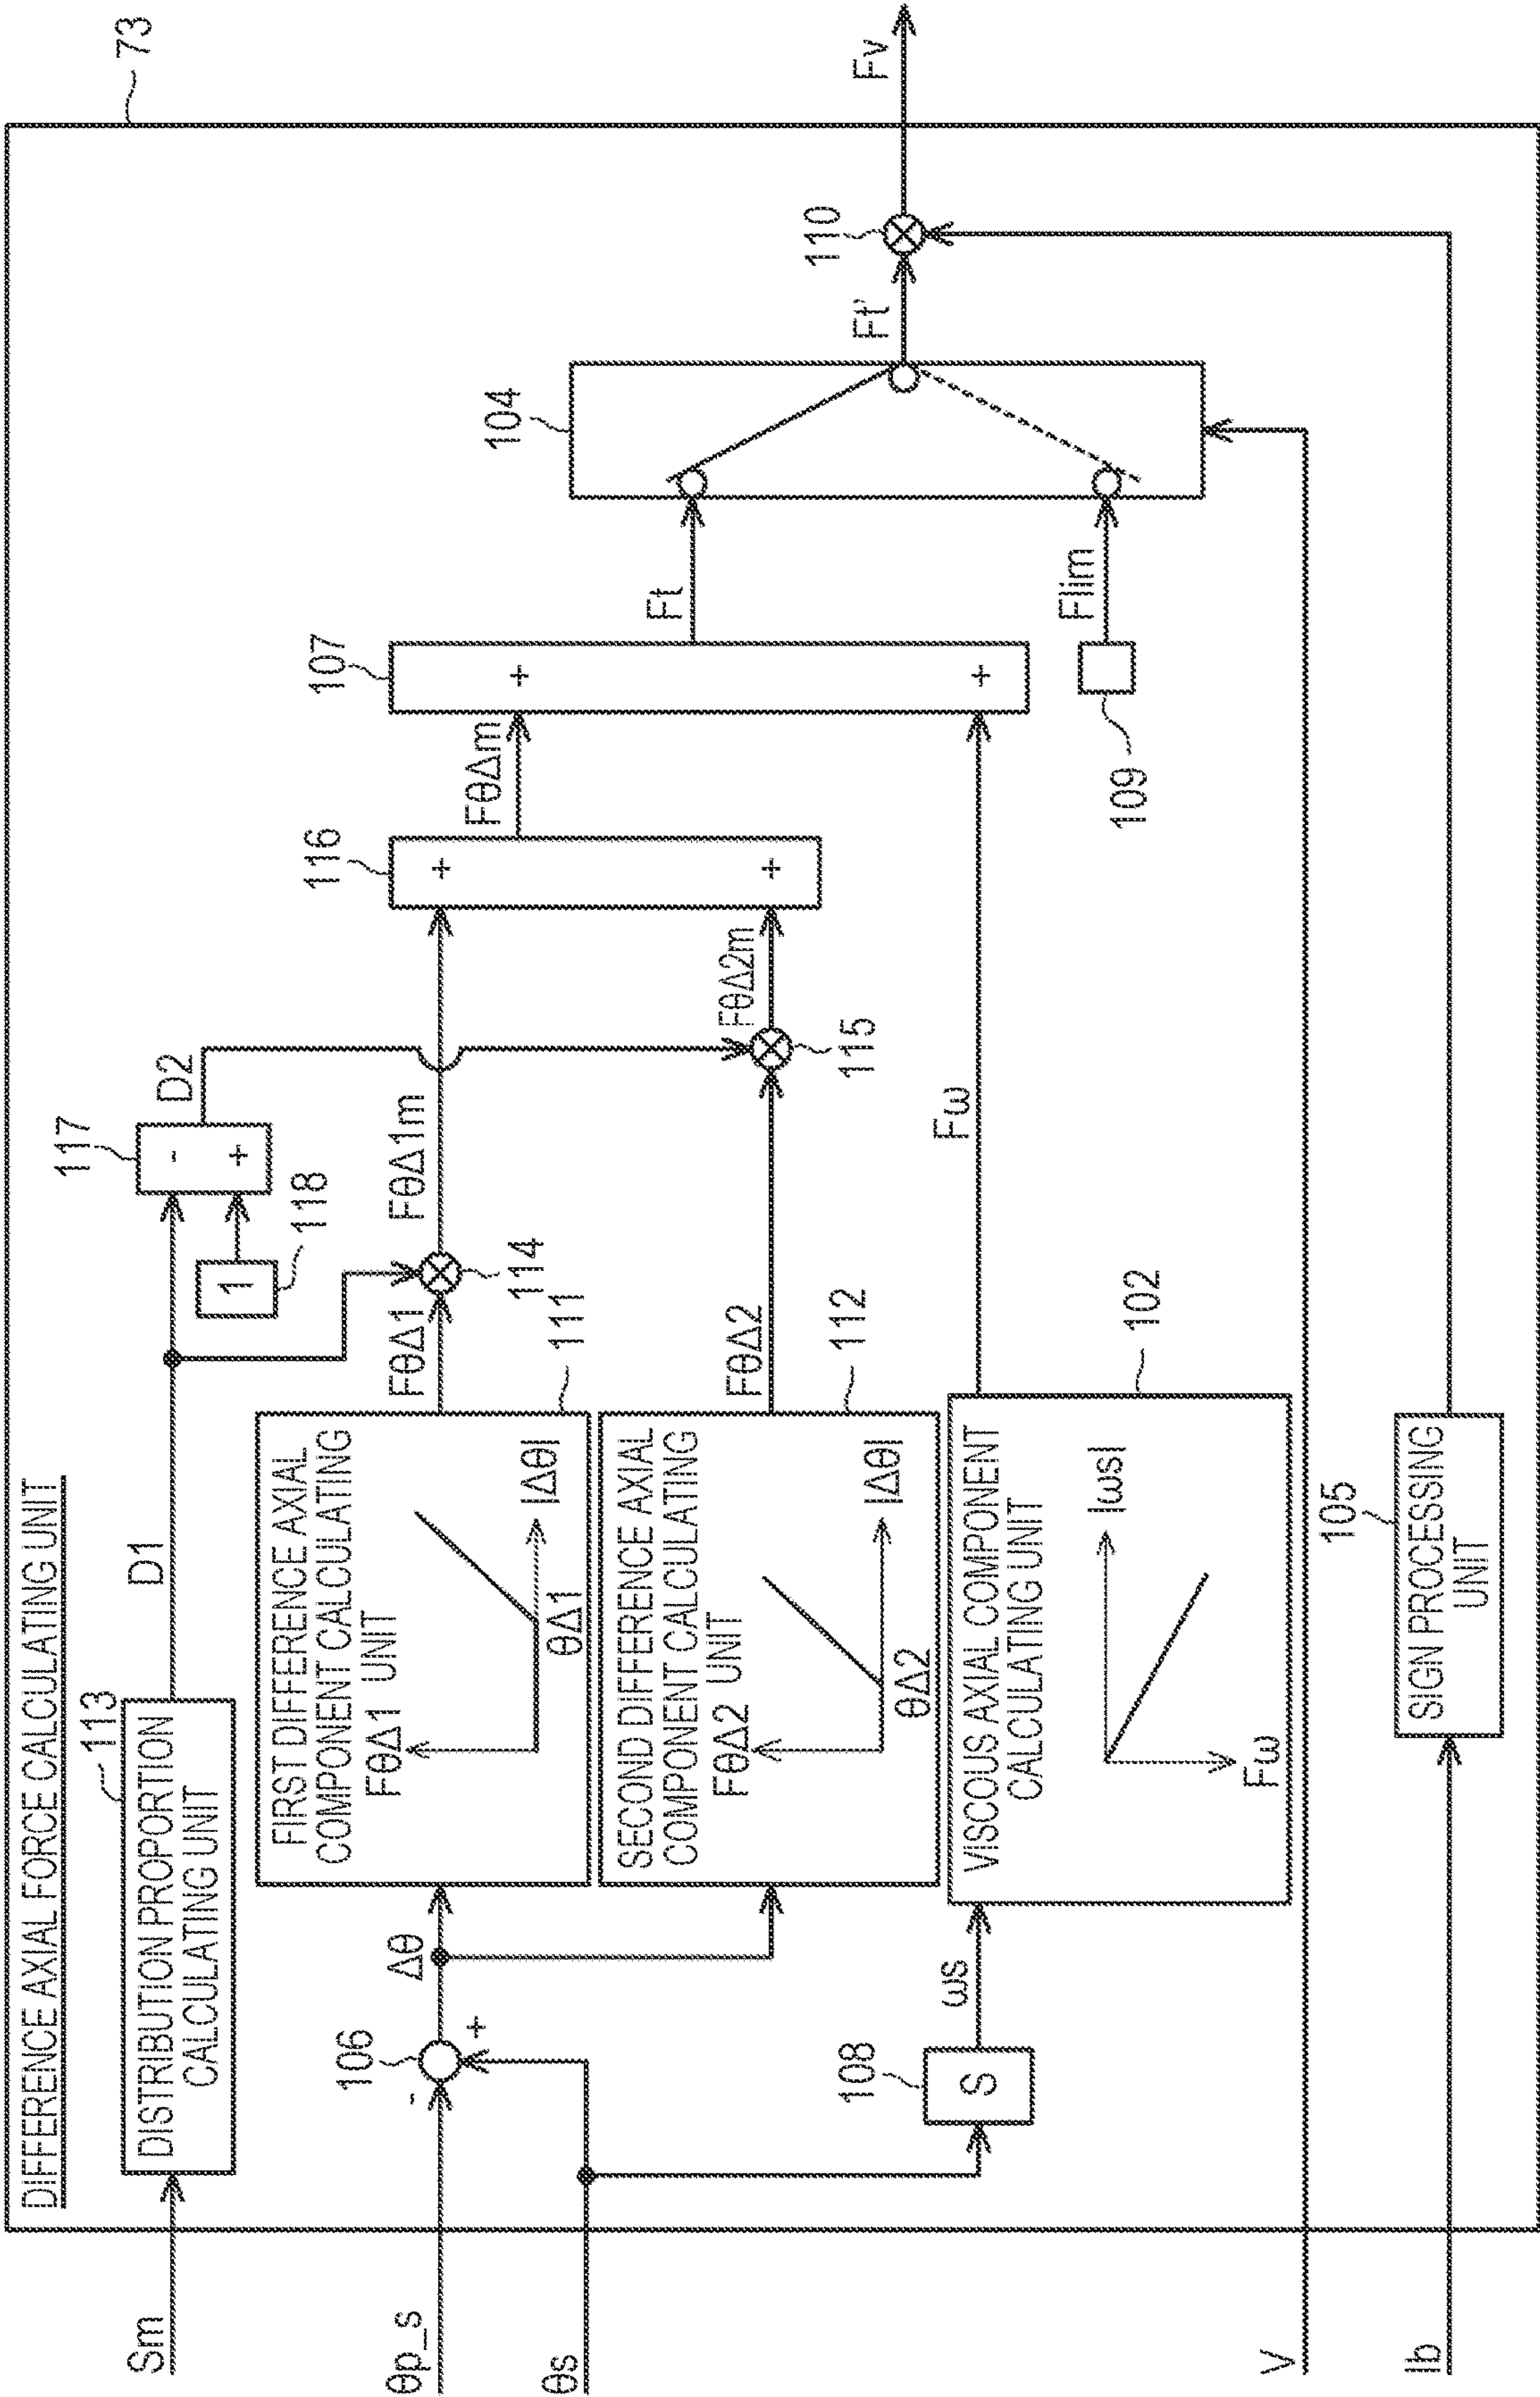 73
DIFFERENCE AXIAL FORCE CALCULATING UNIT
Sm
113
DISTRIBUTION PROPORTION
CALCULATING UNIT
D1
117
-
+
D2
1
118
θp_s
106
-
+
Δθ
θs
FIRST DIFFERENCE AXIAL
COMPONENT CALCULATING
UNIT
FθΔ1
|Δθ|
θΔ1
111
FθΔ1
114
FθΔ1m
116
+
+
FθΔm
107
+
+
Ft
104
Ft'
110
Fv
SECOND DIFFERENCE AXIAL
COMPONENT CALCULATING
UNIT
FθΔ2
|Δθ|
θΔ2
112
FθΔ2
115
FθΔ2m
108
S
ωs
VISCOUS AXIAL COMPONENT
CALCULATING UNIT
|ωs|
Fω
102
Fω
109
Flim
V
Ib
105
SIGN PROCESSING
UNIT